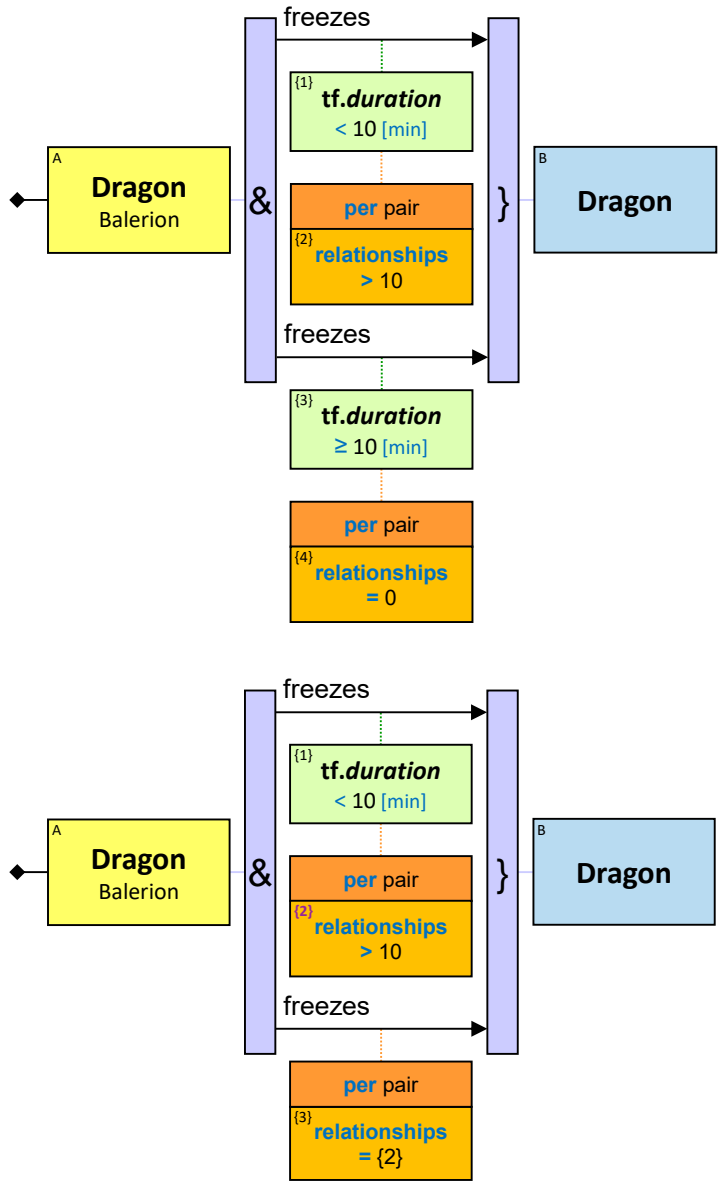 freezes
{1}
tf.duration
< 10 [min]
A
Dragon
Balerion
&
per pair
{2}
relationships
> 10
}
B
Dragon
freezes
{3}
tf.duration
≥ 10 [min]
per pair
{4}
relationships
= 0
freezes
{1}
tf.duration
< 10 [min]
A
Dragon
Balerion
&
per pair
{2}
relationships
> 10
}
B
Dragon
freezes
per pair
{3}
relationships
= {2}